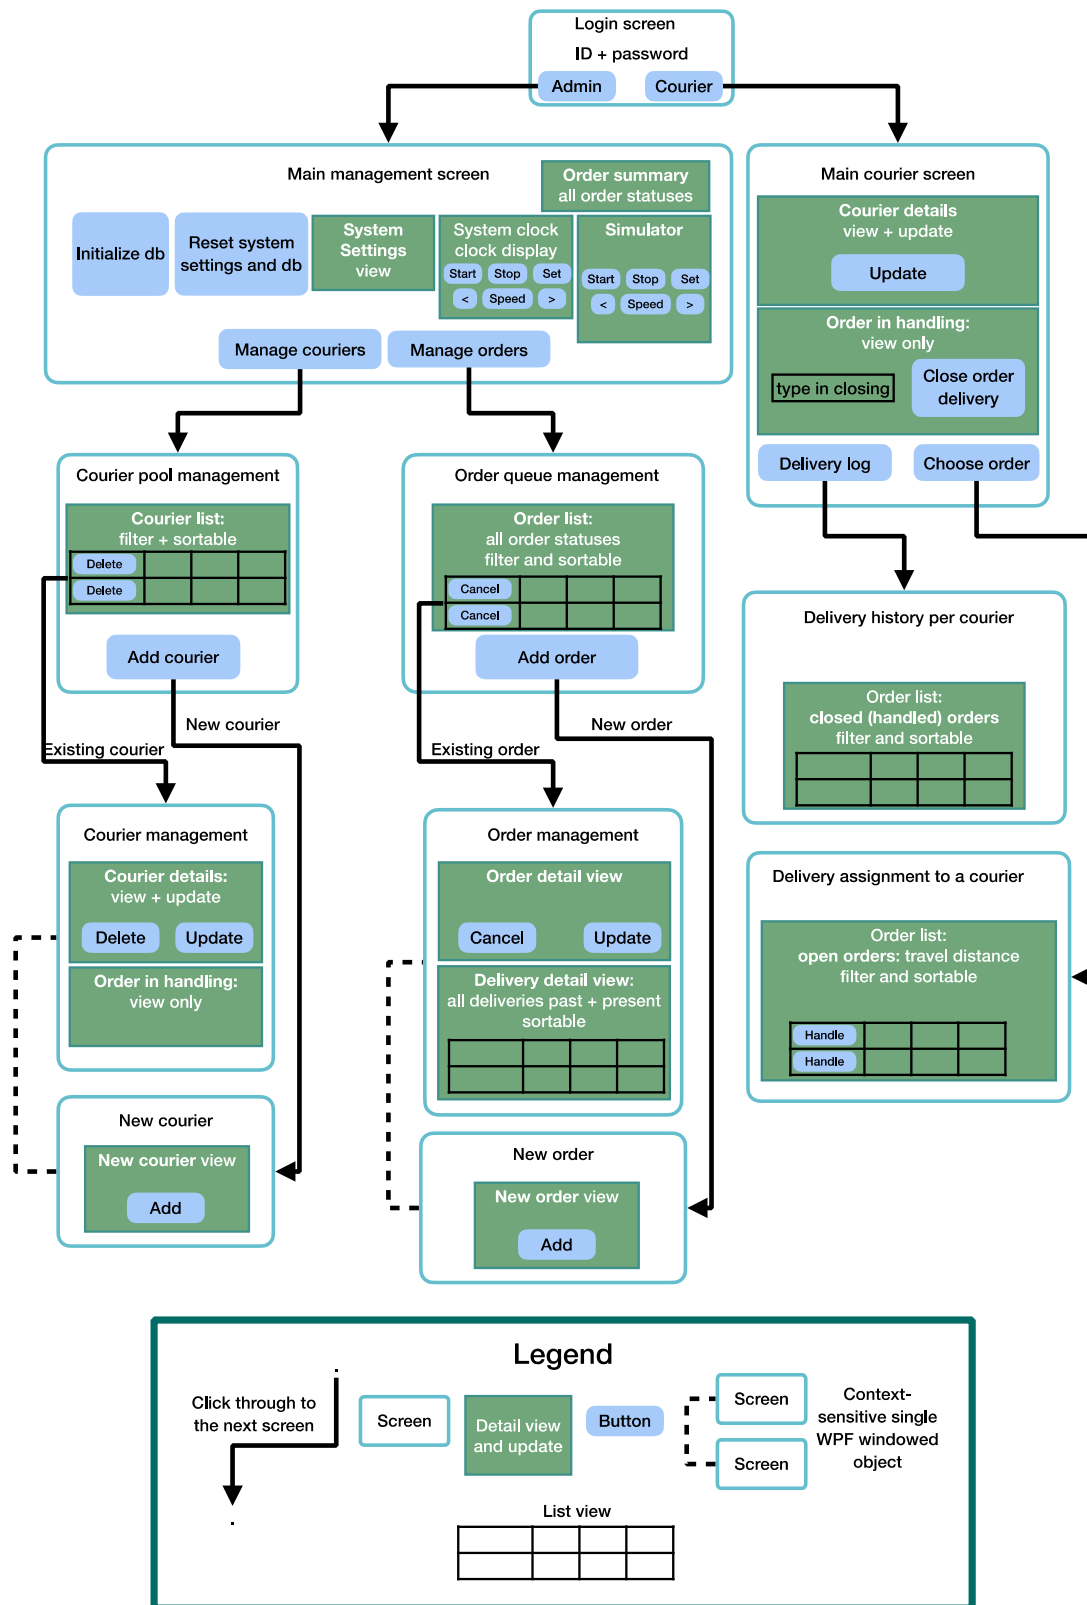 Login screen
ID + password
Admin
Courier
Main management screen
Order summary
all order statuses
Initialize db
Reset system
settings and db
System
Settings
view
System clock
clock display
Start
Stop
Set
<
Speed
>
Simulator
Start
Stop
Set
<
Speed
>
Manage couriers
Manage orders
Main courier screen
Courier details
view + update
Update
Order in handling:
view only
type in closing
Close order
delivery
Delivery log
Choose order
Courier pool management
Courier list:
filter + sortable
Delete
Delete
Add courier
New courier
Existing courier
Order queue management
Order list:
all order statuses
filter and sortable
Cancel
Cancel
Add order
New order
Existing order
Delivery history per courier
Order list:
closed (handled) orders
filter and sortable
Courier management
Courier details:
view + update
Delete
Update
Order in handling:
view only
Order management
Order detail view
Cancel
Update
Delivery detail view:
all deliveries past + present
sortable
Delivery assignment to a courier
Order list:
open orders: travel distance
filter and sortable
Handle
Handle
New courier
New courier view
Add
New order
New order view
Add
Legend
Click through to
the next screen
Screen
Detail view
and update
Button
Screen
Screen
Context-
sensitive single
WPF windowed
object
List view